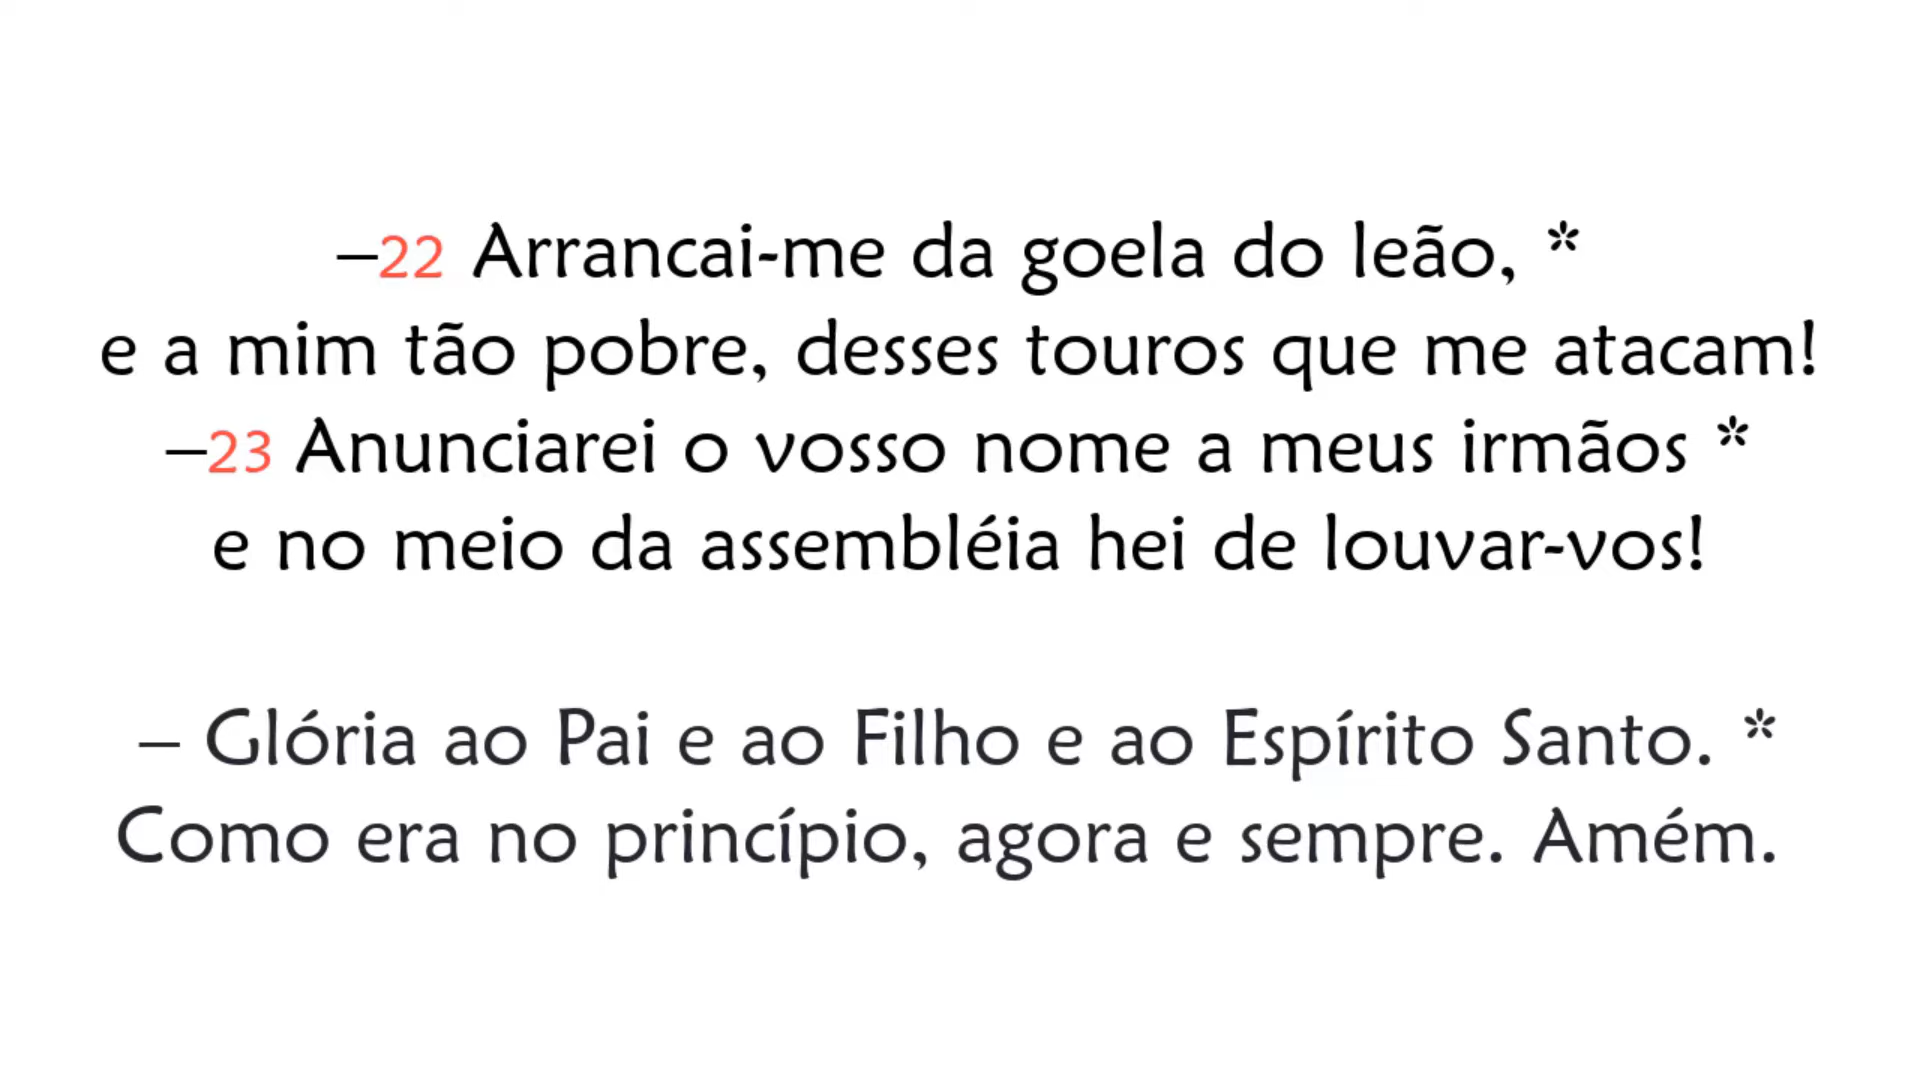 –22 Arrancai-me da goela do leão, *
e a mim tão pobre, desses touros que me atacam!
–23 Anunciarei o vosso nome a meus irmãos *
e no meio da assembléia hei de louvar-vos!
– Glória ao Pai e ao Filho e ao Espírito Santo. *
Como era no princípio, agora e sempre. Amém.